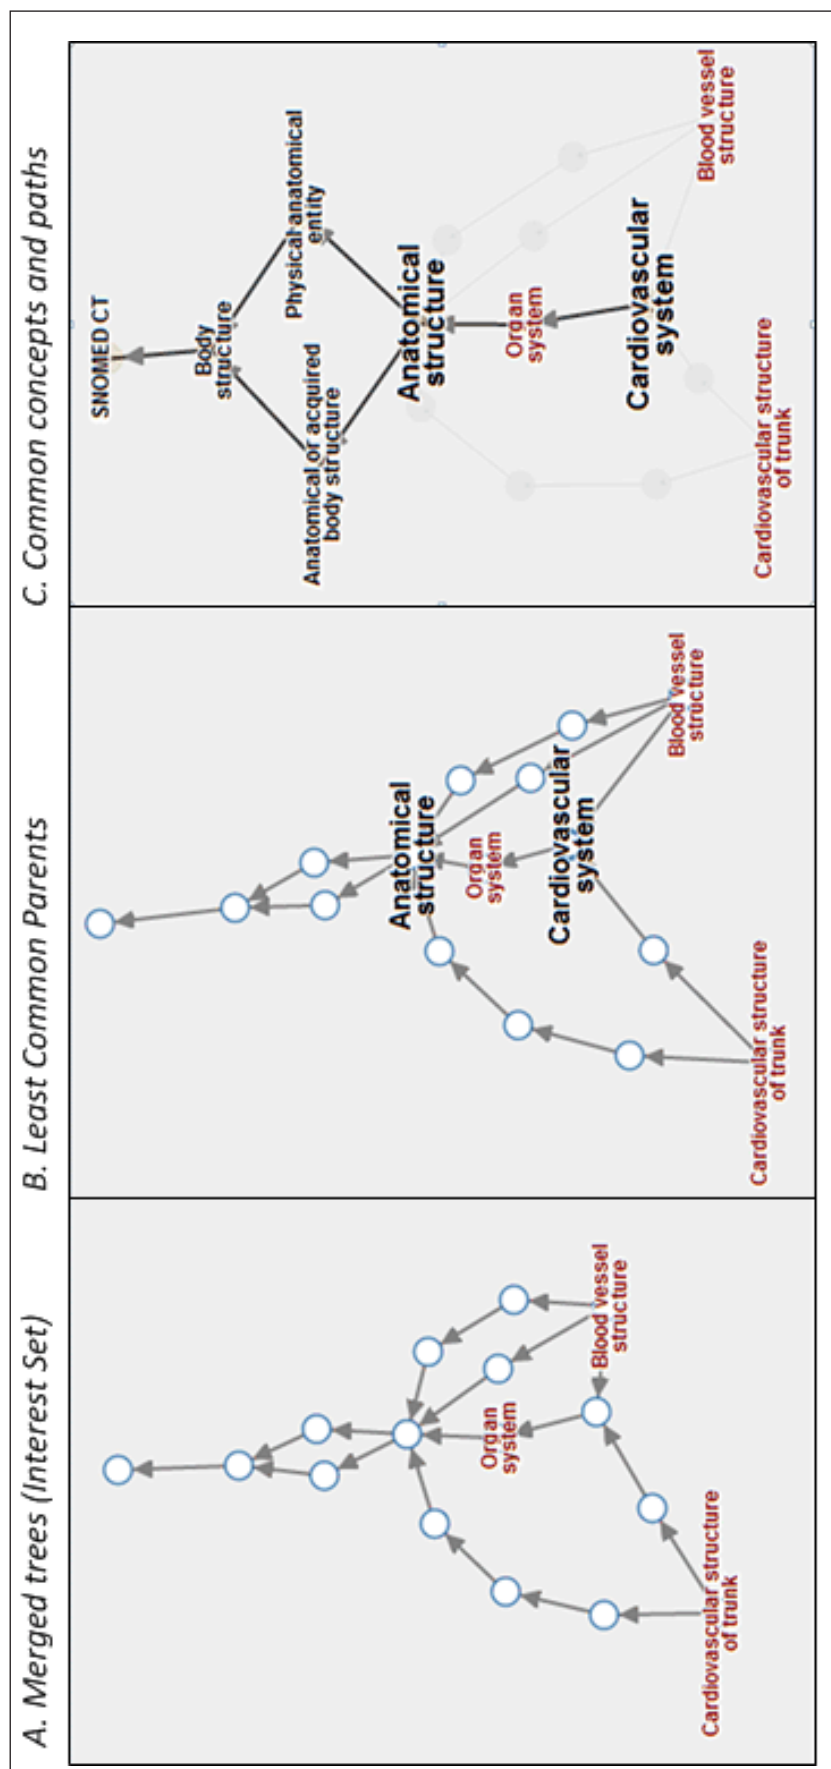 A. Merged trees (Interest Set)
Organ
system
Blood vessel
structure
Cardiovascular structure
of trunk
B. Least Common Parents
Anatomical
structure
Organ
system
Cardiovascular
system
Blood vessel
structure
Cardiovascular structure
of trunk
C. Common concepts and paths
SNOMED CT
Body
structure
Anatomical or acquired
body structure
Physical anatomical
entity
Anatomical
structure
Organ
system
Cardiovascular
system
Blood vessel
structure
Cardiovascular structure
of trunk